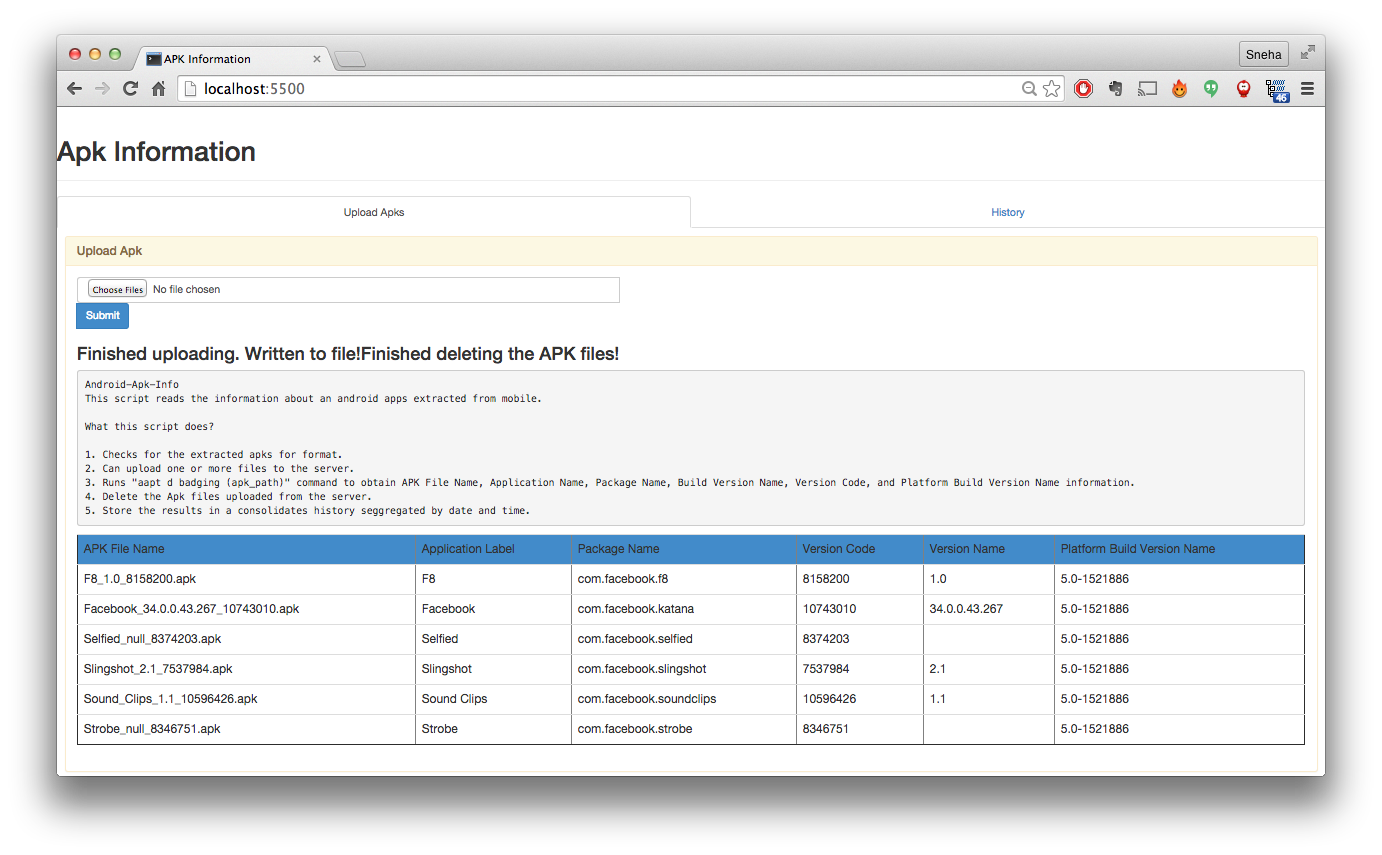 APK Information
Sneha
localhost:5500
46
Apk Information
Upload Apks History
Upload Apk
Choose Files No file chosen
Submit
Finished uploading. Written to file!Finished deleting the APK files!
Android-Apk-Info
This script reads the information about an android apps extracted from mobile.
What this script does?
1. Checks for the extracted apks for format.
2. Can upload one or more files to the server.
3. Runs "aapt d badging (apk_path)" command to obtain APK File Name, Application Name, Package Name, Build Version Name, Version Code, and Platform Build Version Name information.
4. Delete the Apk files uploaded from the server.
5. Store the results in a consolidates history seggregated by date and time.
APK File Name Application Label Package Name Version Code Version Name Platform Build Version Name
F8_1.0_8158200.apk F8 com.facebook.f8 8158200 1.0 5.0-1521886
Facebook_34.0.0.43.267_10743010.apk Facebook com.facebook.katana 10743010 34.0.0.43.267 5.0-1521886
Selfied_null_8374203.apk Selfied com.facebook.selfied 8374203 5.0-1521886
Slingshot_2.1_7537984.apk Slingshot com.facebook.slingshot 7537984 2.1 5.0-1521886
Sound_Clips_1.1_10596426.apk Sound Clips com.facebook.soundclips 10596426 1.1 5.0-1521886
Strobe_null_8346751.apk Strobe com.facebook.strobe 8346751 5.0-1521886